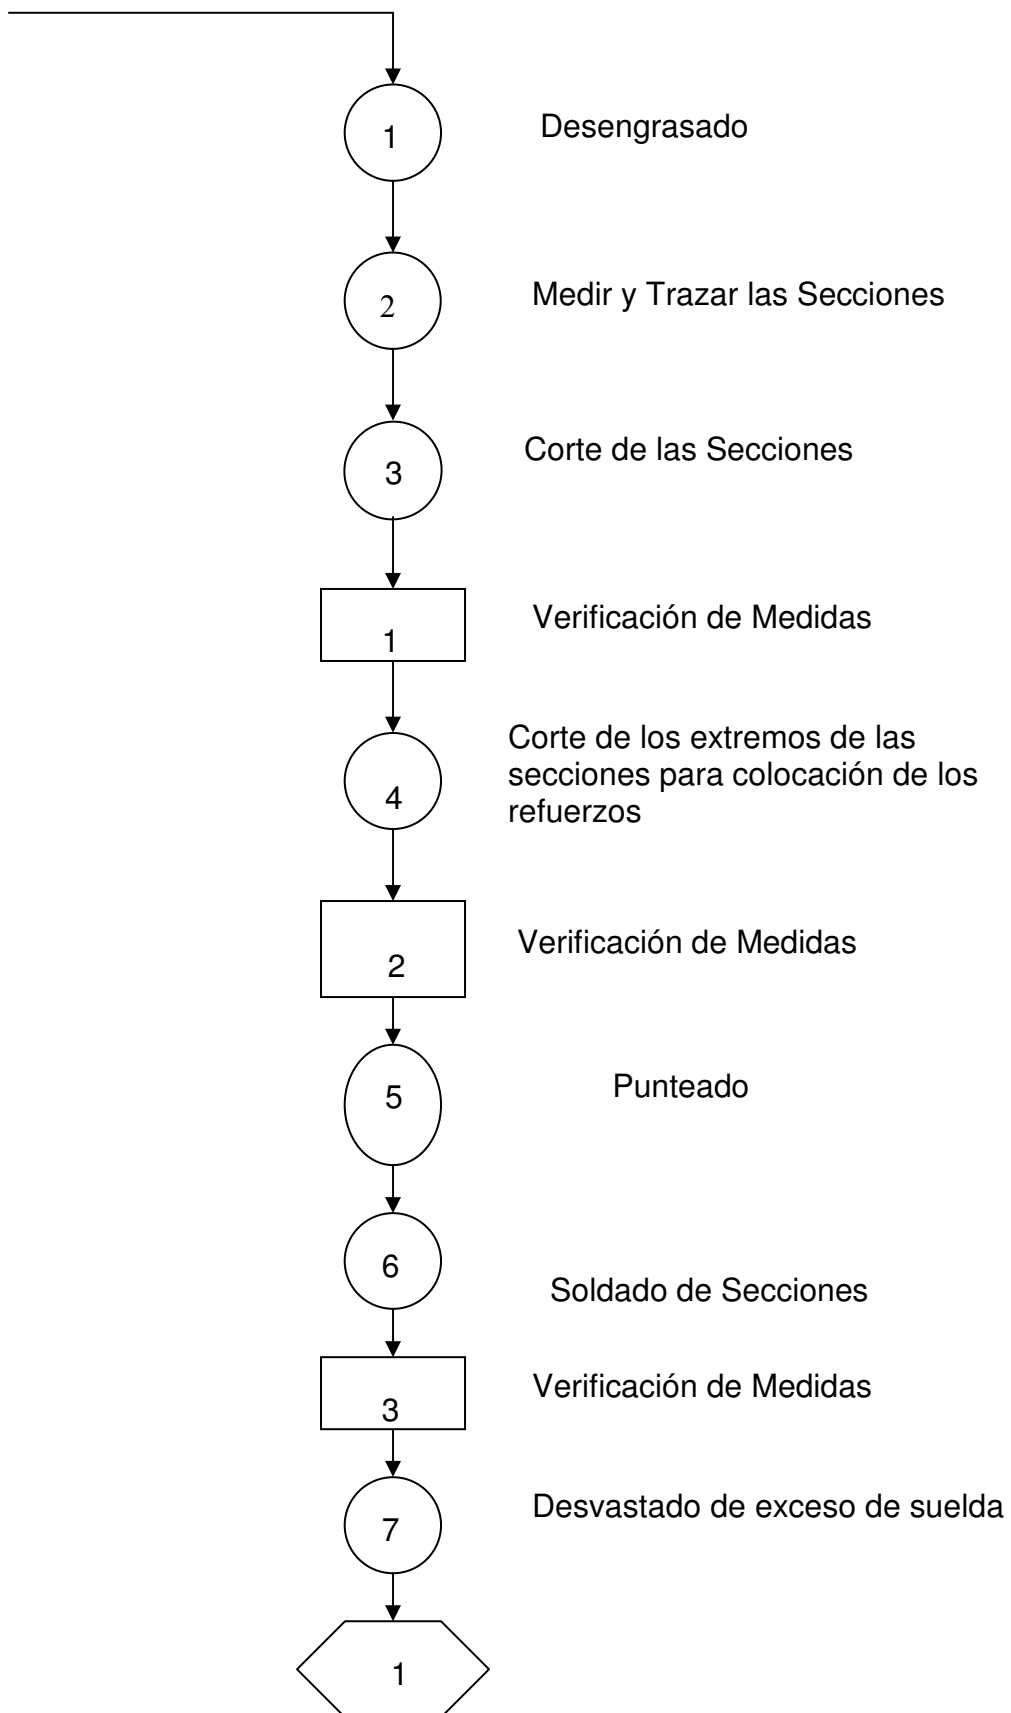 1
Desengrasado
2
Medir y Trazar las Secciones
3
Corte de las Secciones
1
Verificación de Medidas
4
Corte de los extremos de las
secciones para colocación de los
refuerzos
2
Verificación de Medidas
5
Punteado
6
Soldado de Secciones
3
Verificación de Medidas
7
Desvastado de exceso de suelda
1